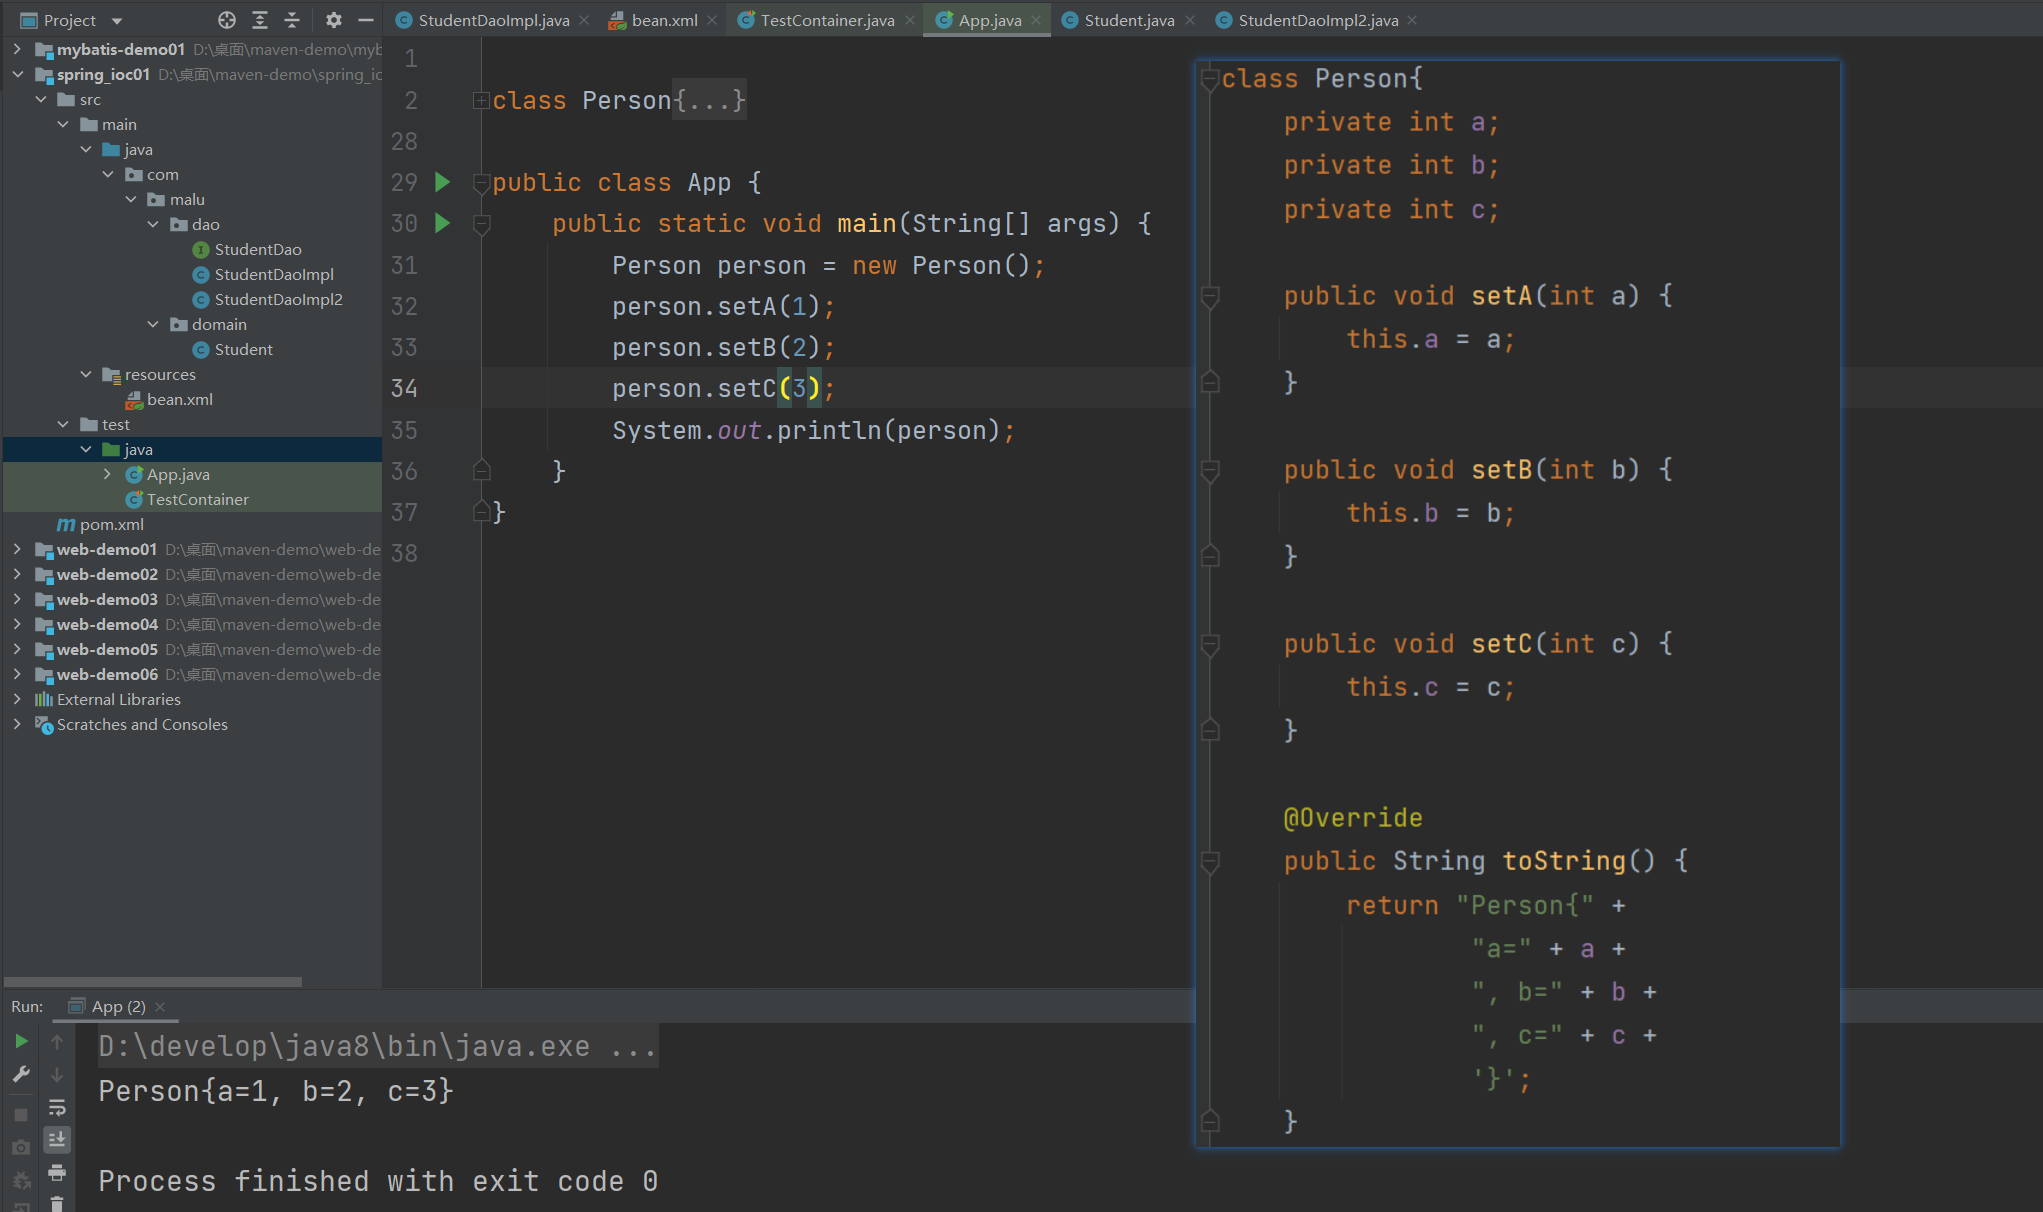 Project
mybatis-demo01 D:\桌面\maven-demo\myb
spring_ioc01 D:\桌面\maven-demo\spring_io
src
main
java
com
malu
dao
StudentDao
StudentDaoImpl
StudentDaoImpl2
domain
Student
resources
bean.xml
test
java
App.java
TestContainer
pom.xml
web-demo01 D:\桌面\maven-demo\web-de
web-demo02 D:\桌面\maven-demo\web-de
web-demo03 D:\桌面\maven-demo\web-de
web-demo04 D:\桌面\maven-demo\web-de
web-demo05 D:\桌面\maven-demo\web-de
web-demo06 D:\桌面\maven-demo\web-de
External Libraries
Scratches and Consoles
StudentDaoImpl.java bean.xml TestContainer.java App.java Student.java StudentDaoImpl2.java
1
2 class Person{...}
28
29 public class App {
30 public static void main(String[] args) {
31 Person person = new Person();
32 person.setA(1);
33 person.setB(2);
34 person.setC(3);
35 System.out.println(person);
36 }
37 }
38
class Person{
private int a;
private int b;
private int c;
public void setA(int a) {
this.a = a;
}
public void setB(int b) {
this.b = b;
}
public void setC(int c) {
this.c = c;
}
@Override
public String toString() {
return "Person{" +
"a=" + a +
", b=" + b +
", c=" + c +
'}';
}
Run: App (2)
D:\develop\java8\bin\java.exe ...
Person{a=1, b=2, c=3}
Process finished with exit code 0